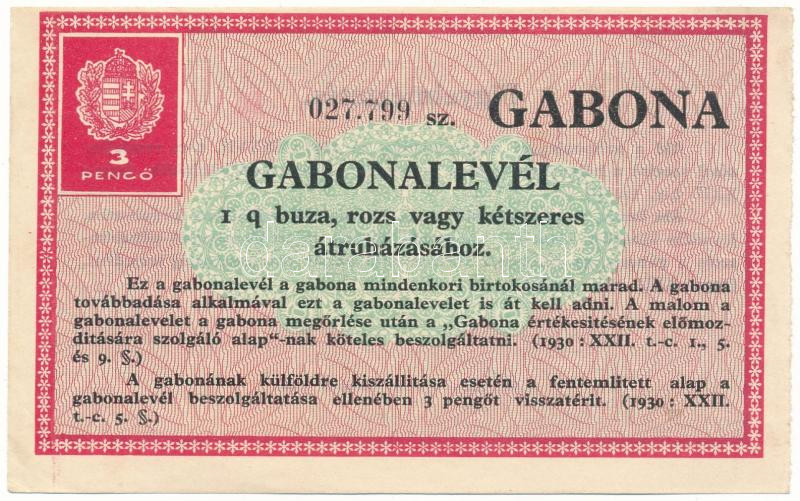 027.799 sz. GABONA
3
PENGŐ
GABONALEVÉL
1 q buza, rozs vagy kétszeres
átruházásához.
Ez a gabonalevél a gabona mindenkori birtokosánál marad. A gabona
továbbadása alkalmával ezt a gabonalevelet is át kell adni. A malom a
gabonalevelet a gabona megőrlése után a „Gabona értékesitésének előmoz-
ditására szolgáló alap“-nak köteles beszolgáltatni. (1930 : XXII. t.-c. 1., 5.
és 9. §.)
A gabonának külföldre kiszállitása esetén a fentemlitett alap a
gabonalevél beszolgáltatása ellenében 3 pengőt visszatérit. (1930 : XXII.
t.-c. 5. §.)
darabanth